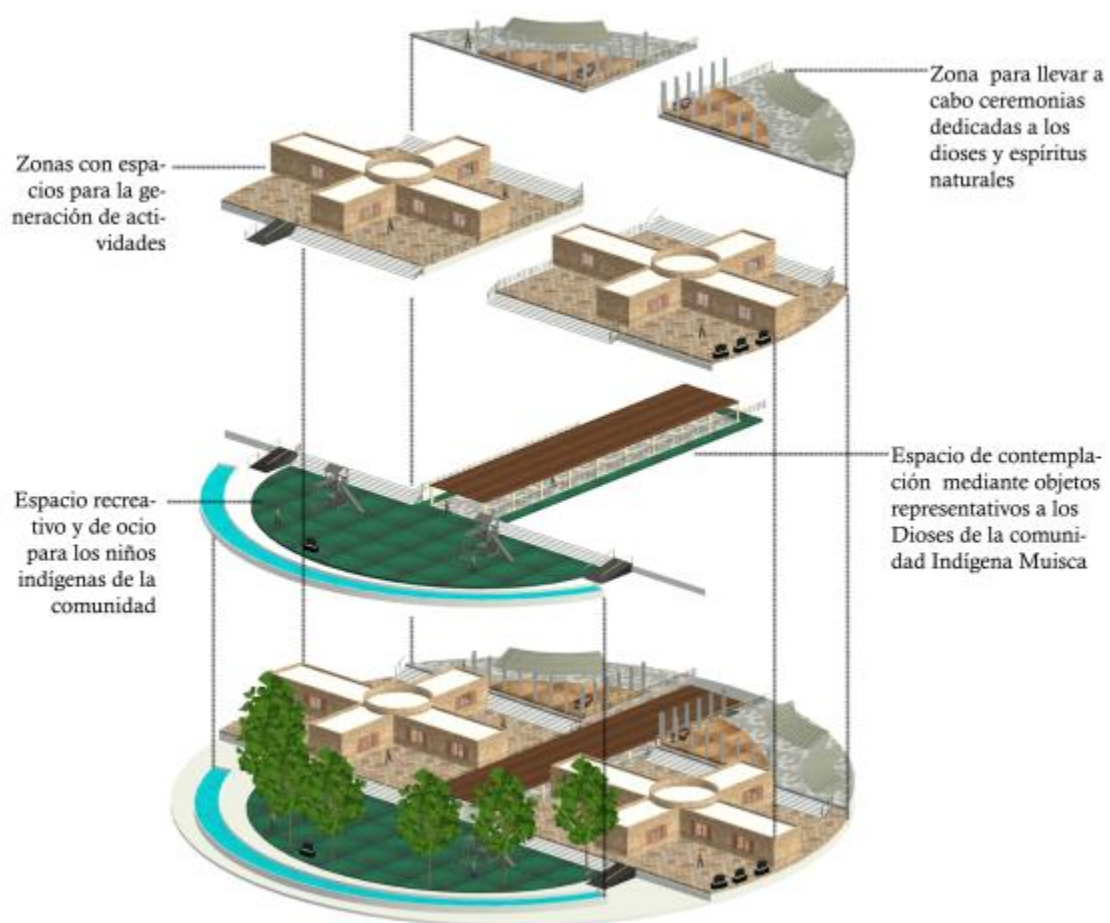 Zona para llevar a
cabo ceremonias
dedicadas a los
dioses y espíritus
naturales
Zonas con espa-
cios para la ge-
neración de acti-
vidades
Espacio de contempla-
ción mediante objetos
representativos a los
Dioses de la comuni-
dad Indígena Muisca
Espacio recrea-
tivo y de ocio
para los niños
indígenas de la
comunidad